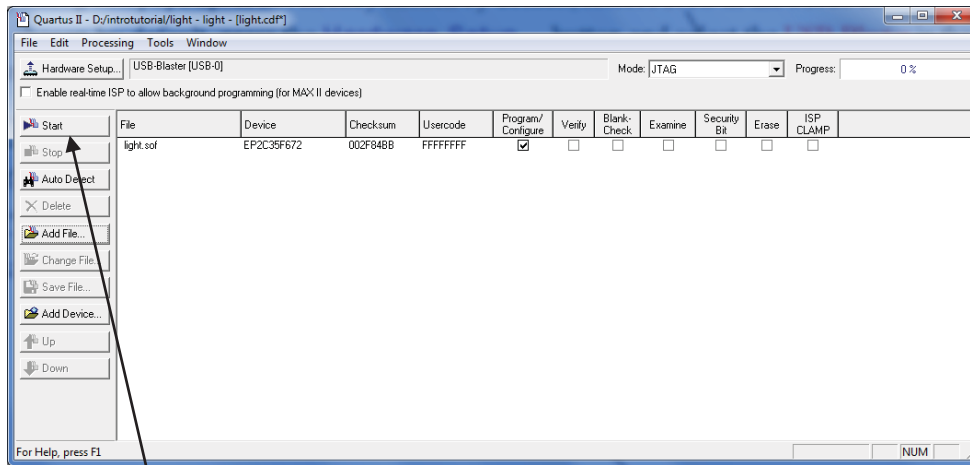 Quartus II - D:/introtutorial/light - light - [light.cdf*]
File Edit Processing Tools Window
Hardware Setup... USB-Blaster [USB-0] Mode: JTAG Progress: 0 %
Enable real-time ISP to allow background programming (for MAX II devices)
Start
Stop
Auto Detect
Delete
Add File...
Change File...
Save File...
Add Device...
Up
Down
File Device Checksum Usercode Program/Configure Verify Blank-Check Examine Security Bit Erase ISP CLAMP
light.sof EP2C35F672 002F84BB FFFFFFFF
For Help, press F1 NUM